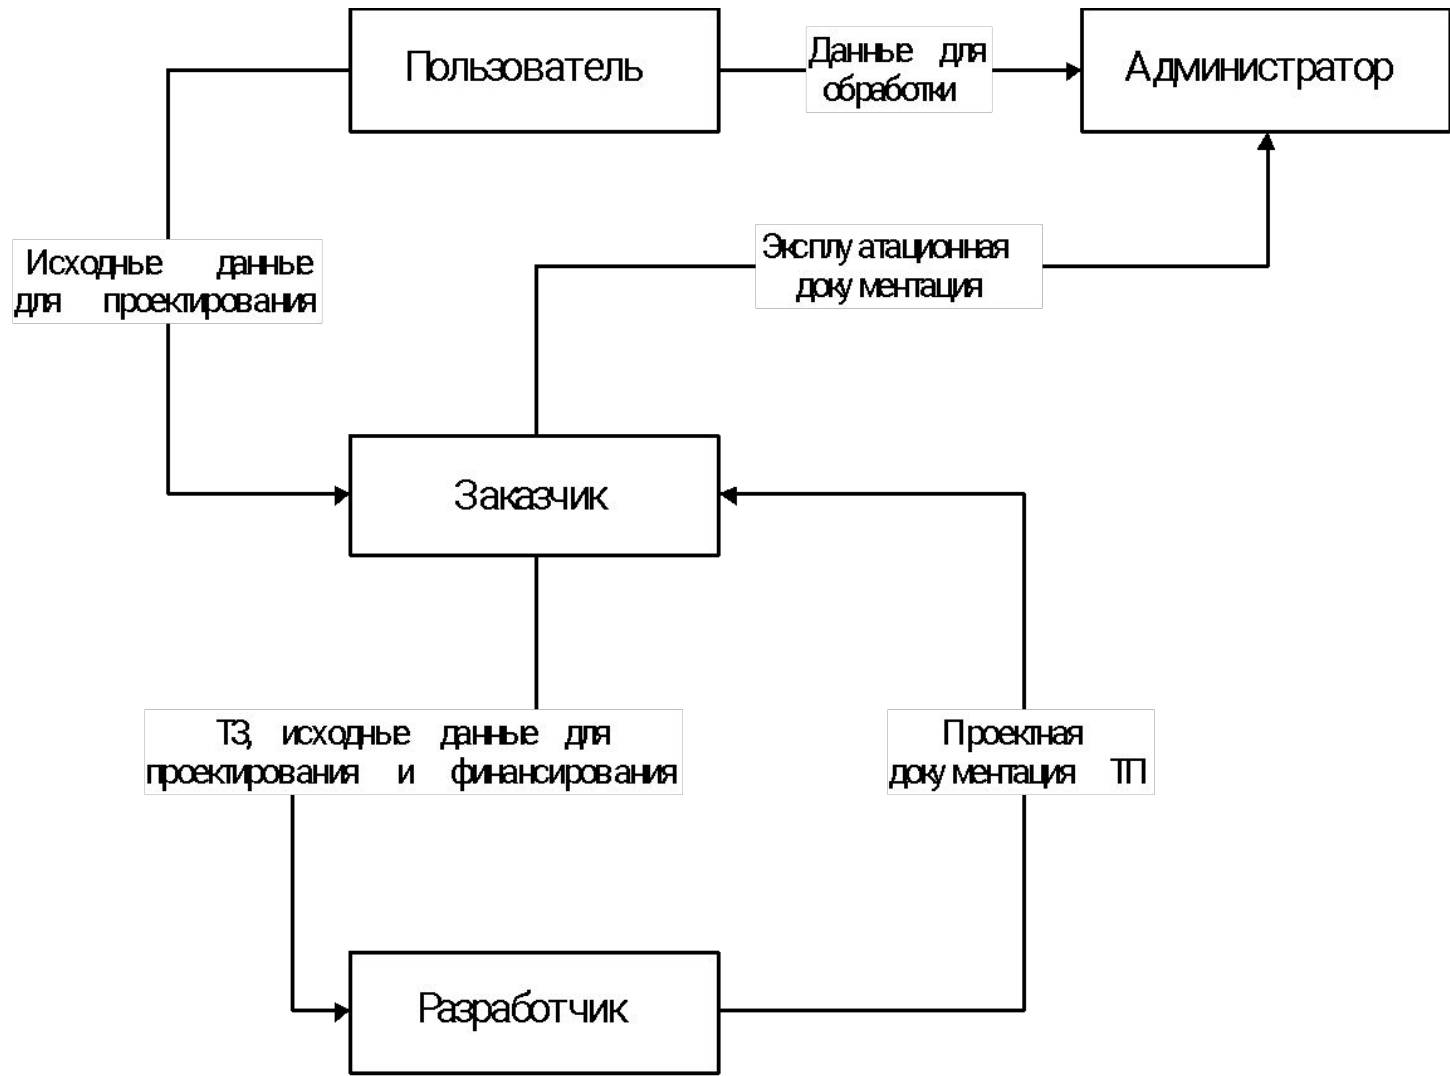 Пользователь
Данные для
обработки
Администратор
Исходные данные
для проектирования
Эксплуатационная
документация
Заказчик
ТЗ, исходные данные для
проектирования и финансирования
Проектная
документация ТП
Разработчик